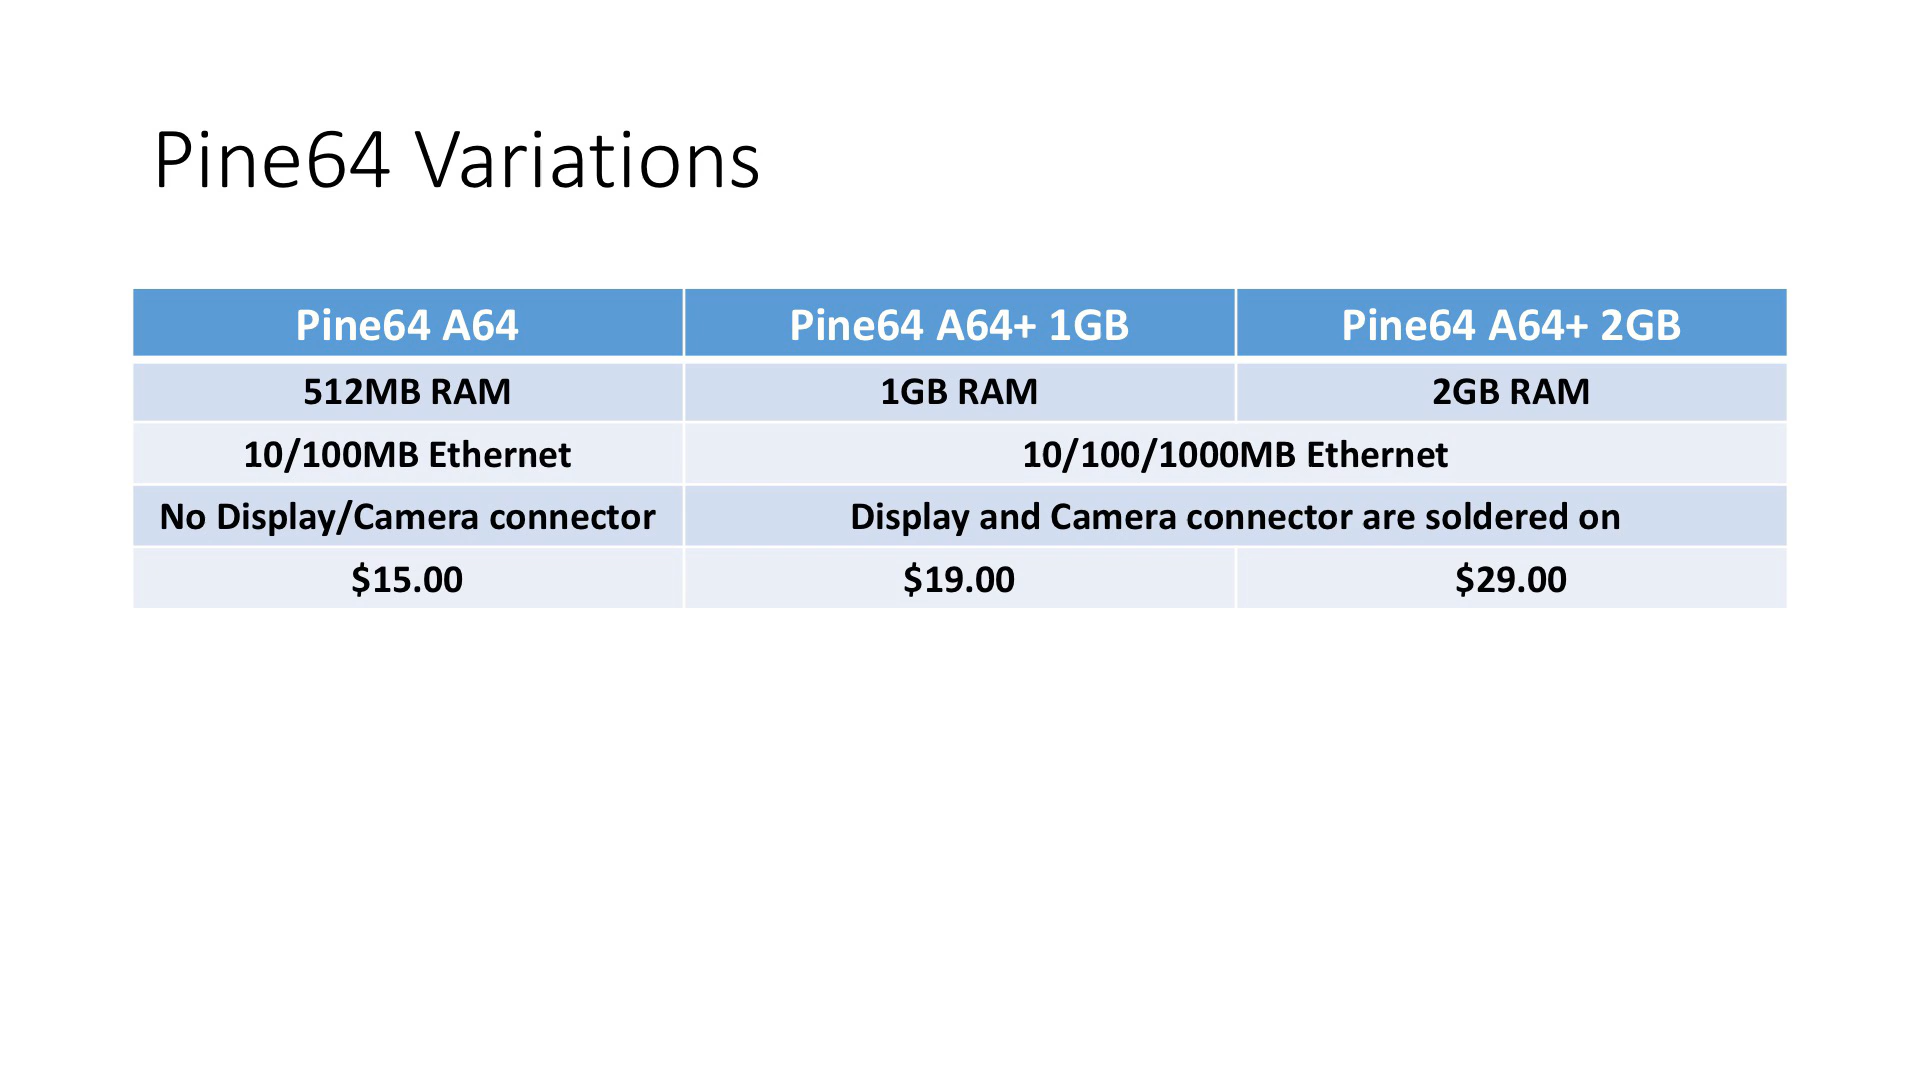 Pine64 Variations
Pine64 A64 Pine64 A64+ 1GB Pine64 A64+ 2GB
512MB RAM 1GB RAM 2GB RAM
10/100MB Ethernet 10/100/1000MB Ethernet
No Display/Camera connector Display and Camera connector are soldered on
$15.00 $19.00 $29.00